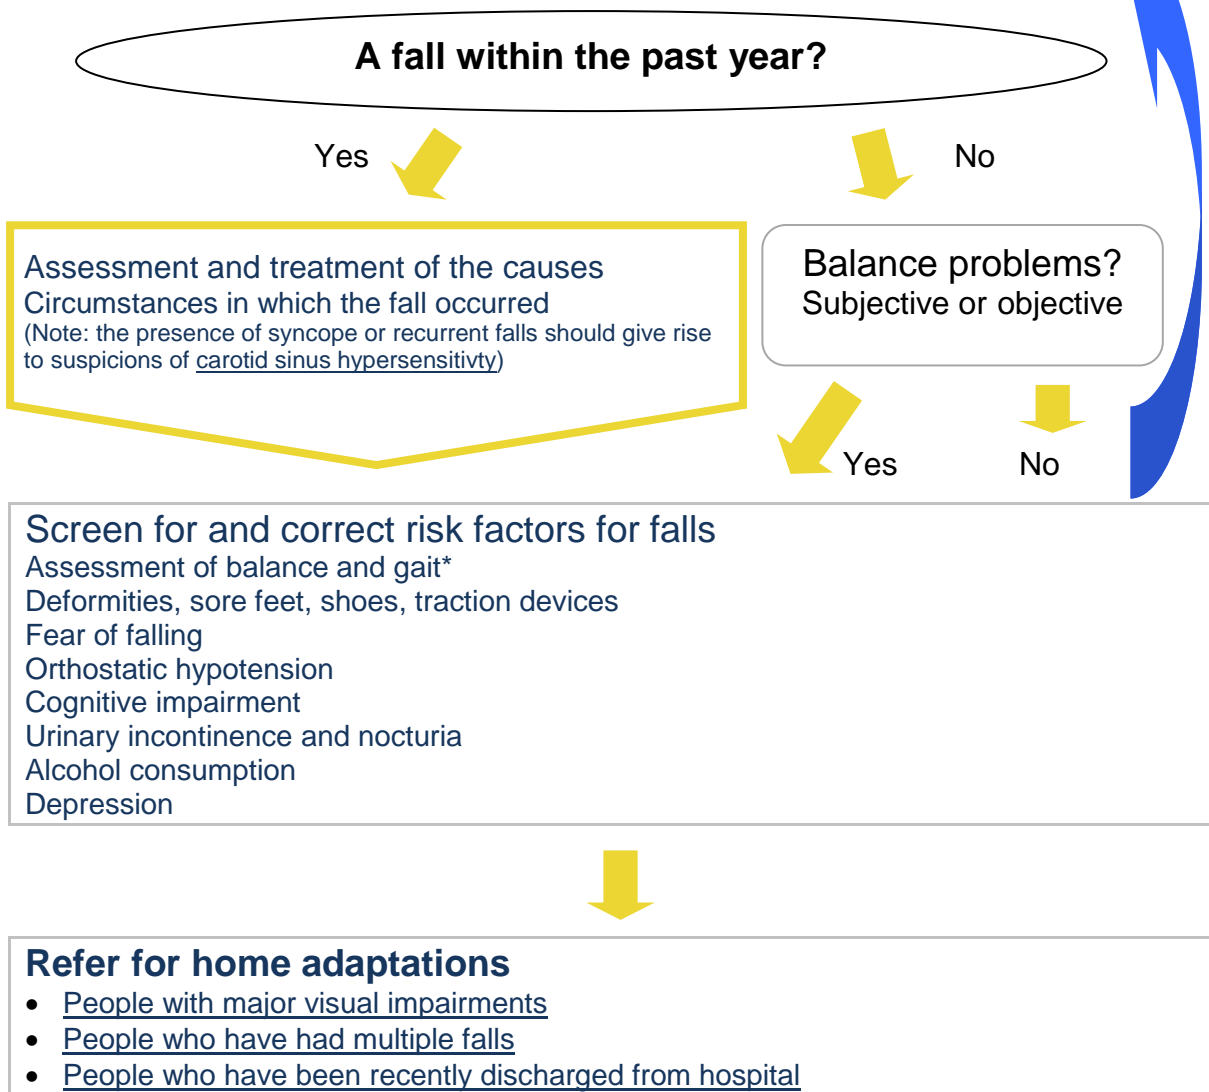 A fall within the past year?
Yes
No
Assessment and treatment of the causes
Circumstances in which the fall occurred
(Note: the presence of syncope or recurrent falls should give rise
to suspicions of carotid sinus hypersensitivty)
Balance problems?
Subjective or objective
Yes
No
Screen for and correct risk factors for falls
Assessment of balance and gait*
Deformities, sore feet, shoes, traction devices
Fear of falling
Orthostatic hypotension
Cognitive impairment
Urinary incontinence and nocturia
Alcohol consumption
Depression
Refer for home adaptations
• People with major visual impairments
• People who have had multiple falls
• People who have been recently discharged from hospital